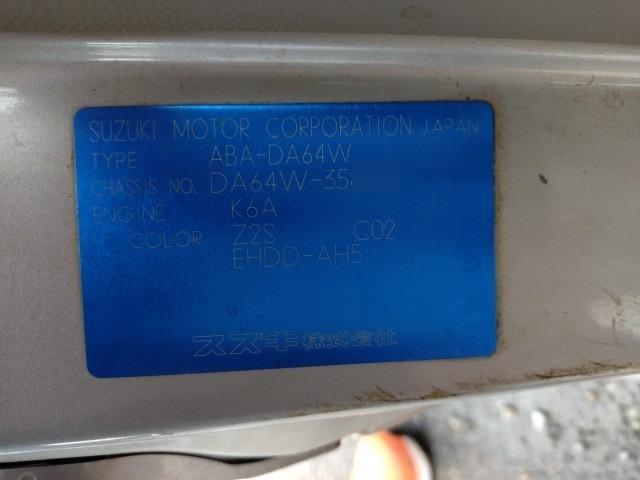 SUZUKI MOTOR CORPORATION JAPAN
TYPE ABA-DA64W
CHASSIS NO. DA64W-35
ENGINE K6A
COLOR Z2S C02
EHDD-AH5
スズキ株式会社